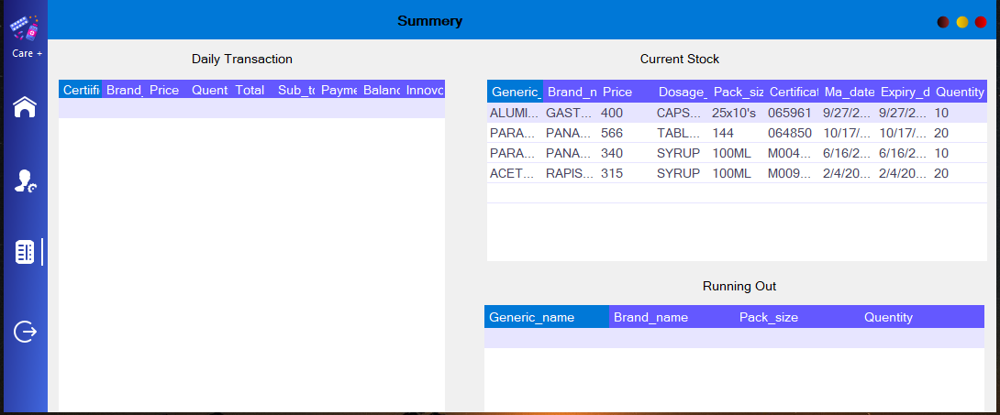 Summery
Care +
Daily Transaction
Certiifi Brand_ Price Quent Total Sub_to Payme Balanc Innovo
Current Stock
Generic_ Brand_n Price Dosage_ Pack_siz Certificat Ma_date Expiry_d Quentity
ALUMI... GAST... 400 CAPS... 25x10's 065961 9/27/2... 9/27/2... 10
PARA... PANA... 566 TABL... 144 064850 10/17/... 10/17/... 20
PARA... PANA... 340 SYRUP 100ML M004... 6/16/2... 6/16/2... 10
ACET... RAPIS... 315 SYRUP 100ML M009... 2/4/20... 2/4/20... 20
Running Out
Generic_name Brand_name Pack_size Quentity